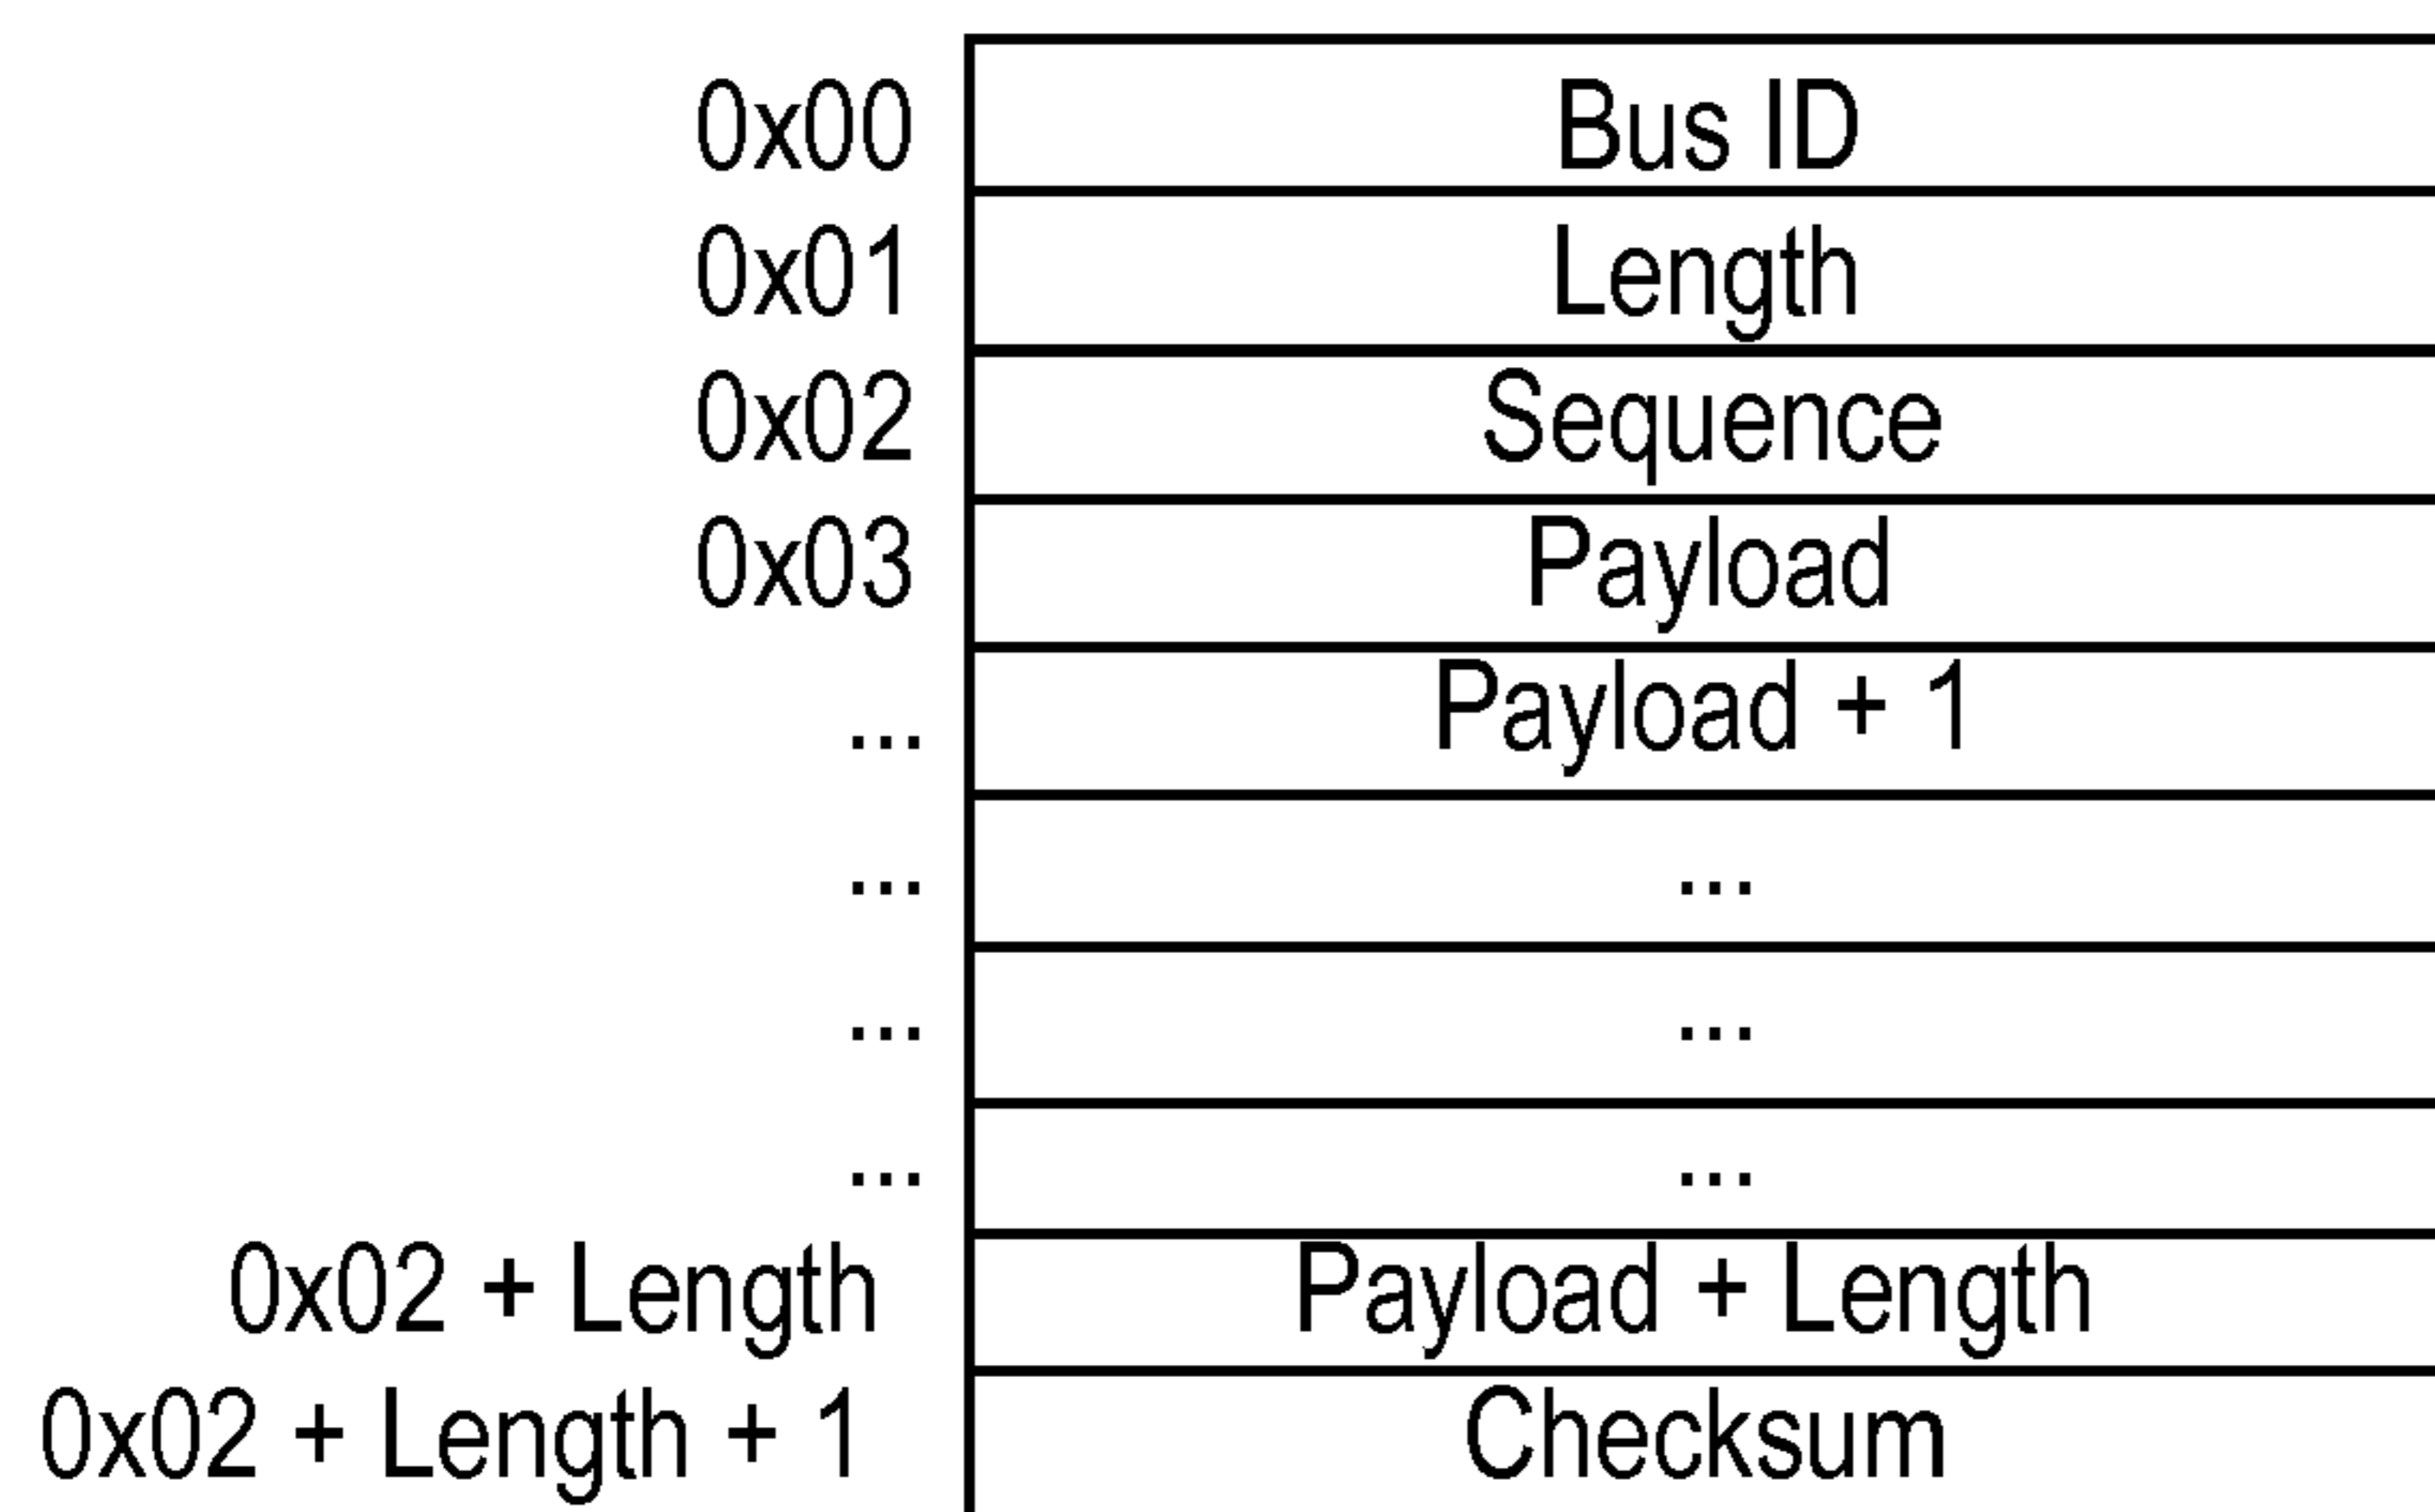 0x00 Bus ID
0x01 Length
0x02 Sequence
0x03 Payload
... Payload + 1
... ...
... ...
... ...
0x02 + Length Payload + Length
0x02 + Length + 1 Checksum